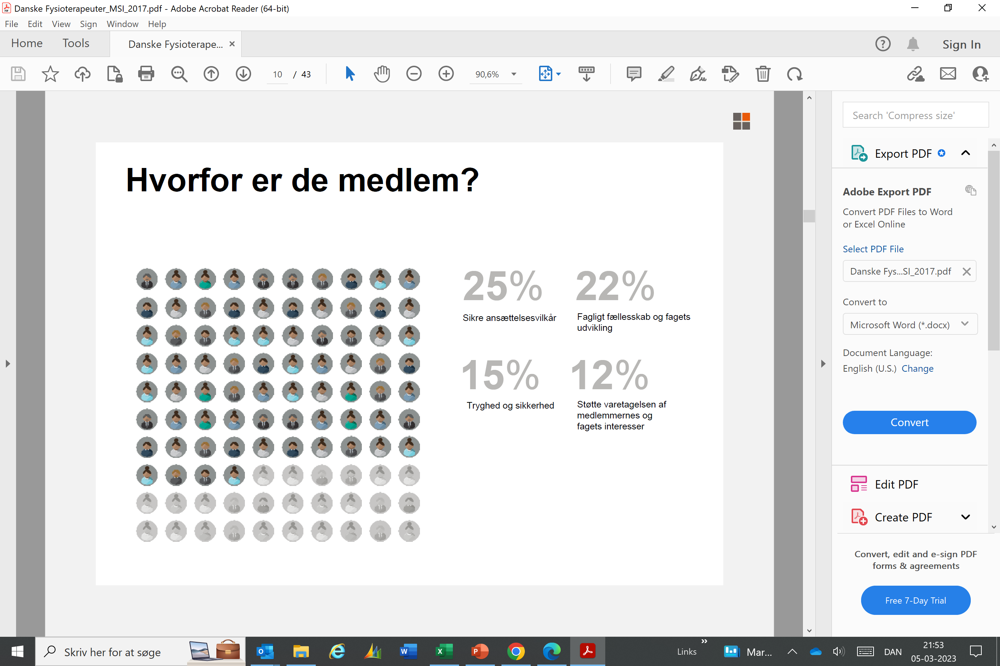 Danske Fysioterapeuter_MSI_2017.pdf - Adobe Acrobat Reader (64-bit)
File Edit View Sign Window Help
Home Tools Danske Fysioterape... Sign In
10 / 43 90,6%
Search 'Compress size'
Export PDF
Adobe Export PDF
Convert PDF Files to Word
or Excel Online
Select PDF File
Danske Fys...SI_2017.pdf
Convert to
Microsoft Word (*.docx)
Document Language:
English (U.S.) Change
Convert
Edit PDF
Create PDF
Convert, edit and e-sign PDF
forms & agreements
Free 7-Day Trial
Hvorfor er de medlem?
25%
Sikre ansættelsesvilkår
22%
Fagligt fællesskab og fagets
udvikling
15%
Tryghed og sikkerhed
12%
Støtte varetagelsen af
medlemmernes og
fagets interesser
Skriv her for at søge
Links
Mar...
DAN
21:53
05-03-2023